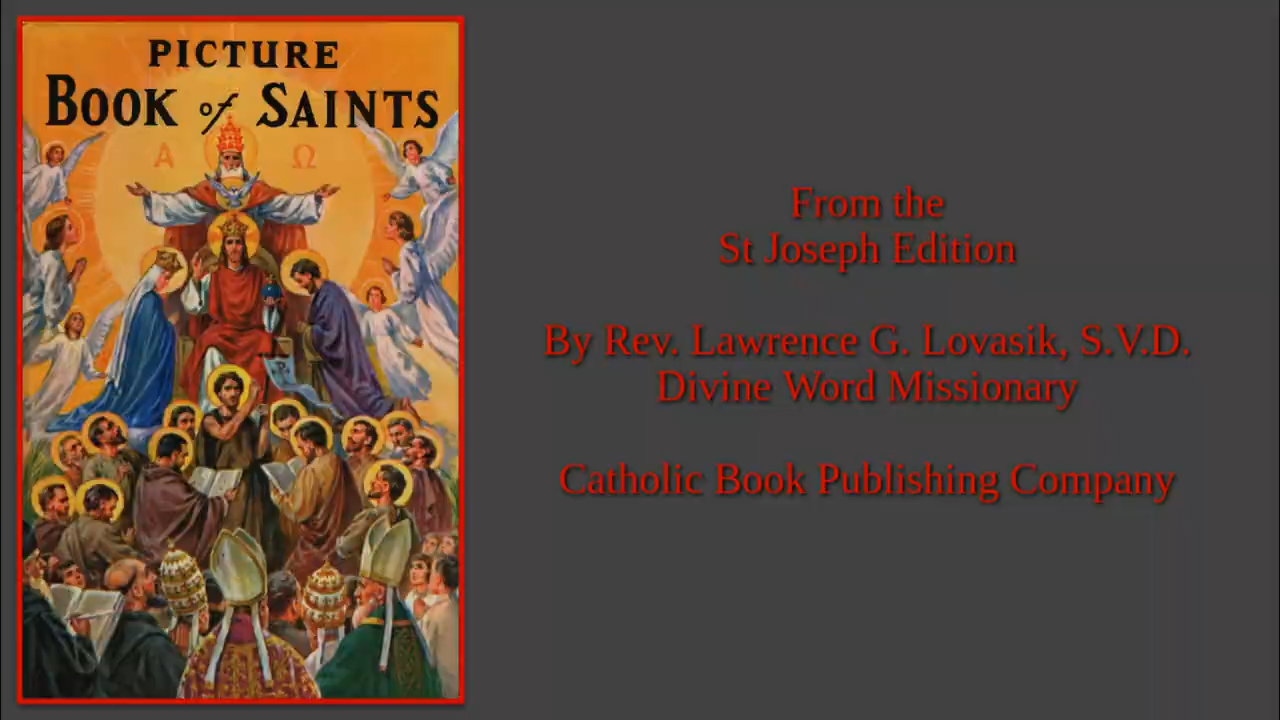 PICTURE
BOOK of SAINTS
Α Ω
From the
St Joseph Edition
By Rev. Lawrence G. Lovasik, S.V.D.
Divine Word Missionary
Catholic Book Publishing Company